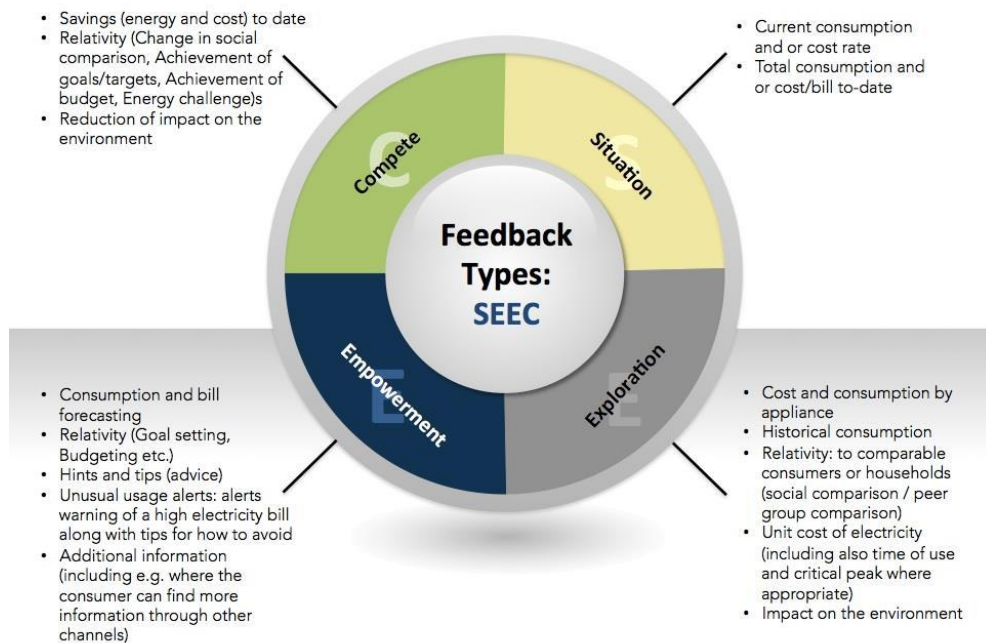 • Savings (energy and cost) to date
• Relativity (Change in social
comparison, Achievement of
goals/targets, Achievement of
budget, Energy challenge)s
• Reduction of impact on the
environment
• Current consumption
and or cost rate
• Total consumption and
or cost/bill to-date
C
Compete
S
Situation
Feedback
Types:
SEEC
E
Empowerment
E
Exploration
• Consumption and bill
forecasting
• Relativity (Goal setting,
Budgeting etc.)
• Hints and tips (advice)
• Unusual usage alerts: alerts
warning of a high electricity bill
along with tips for how to avoid
• Additional information
(including e.g. where the
consumer can find more
information through other
channels)
• Cost and consumption by
appliance
• Historical consumption
• Relativity: to comparable
consumers or households
(social comparison / peer
group comparison)
• Unit cost of electricity
(including also time of use
and critical peak where
appropriate)
• Impact on the environment